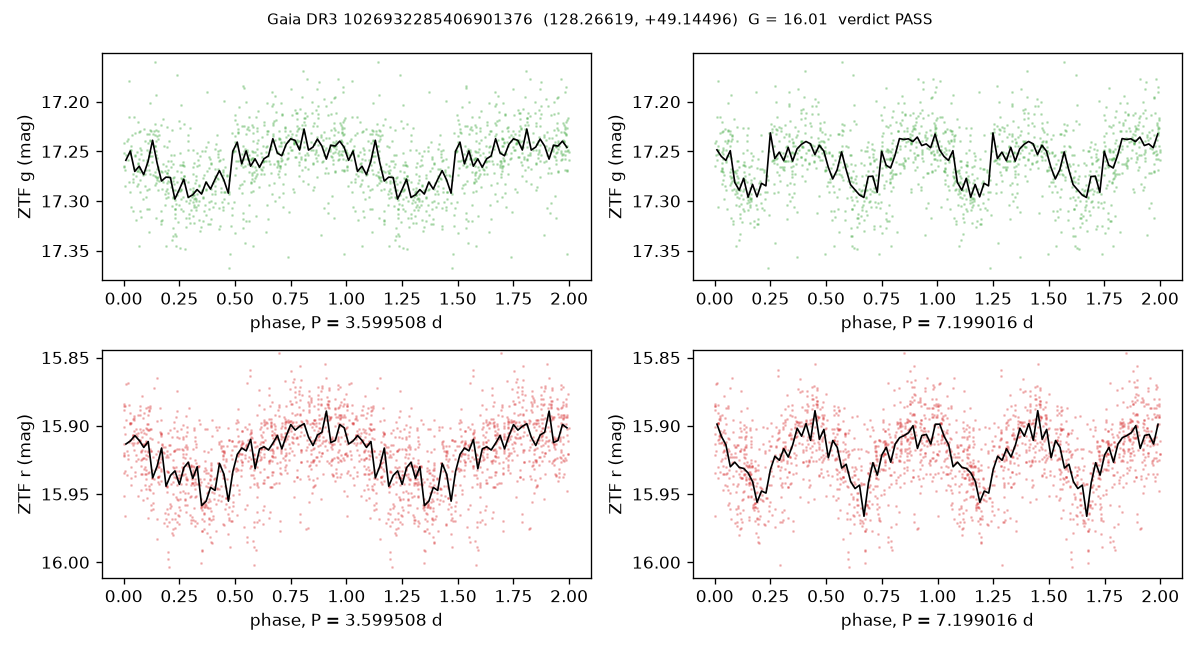 Gaia DR3 1026932285406901376 (128.26619, +49.14496) G = 16.01 verdict PASS
ZTF g (mag)
17.20
17.25
17.30
17.35
0.00 0.25 0.50 0.75 1.00 1.25 1.50 1.75 2.00
phase, P = 3.599508 d
ZTF g (mag)
17.20
17.25
17.30
17.35
0.00 0.25 0.50 0.75 1.00 1.25 1.50 1.75 2.00
phase, P = 7.199016 d
ZTF r (mag)
15.85
15.90
15.95
16.00
0.00 0.25 0.50 0.75 1.00 1.25 1.50 1.75 2.00
phase, P = 3.599508 d
ZTF r (mag)
15.85
15.90
15.95
16.00
0.00 0.25 0.50 0.75 1.00 1.25 1.50 1.75 2.00
phase, P = 7.199016 d